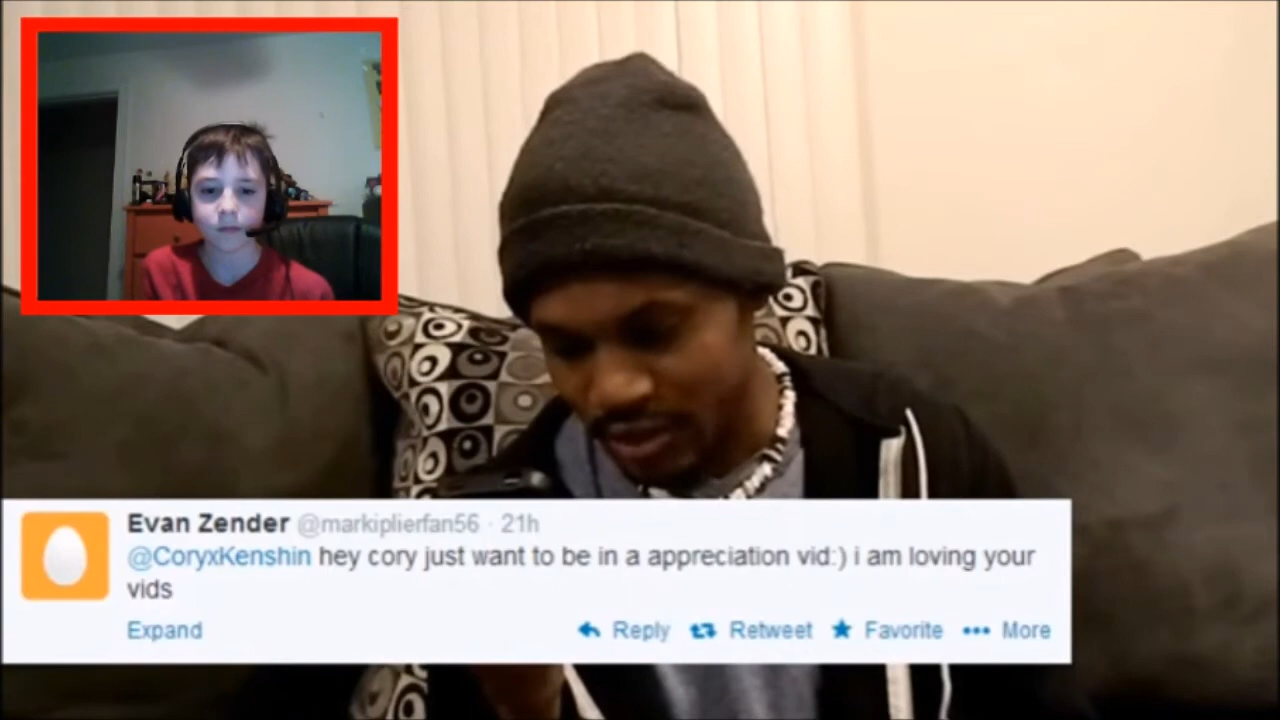 Evan Zender @markiplierfan56 · 21h
@CoryxKenshin hey cory just want to be in a appreciation vid:) i am loving your
vids
Expand Reply Retweet Favorite ••• More